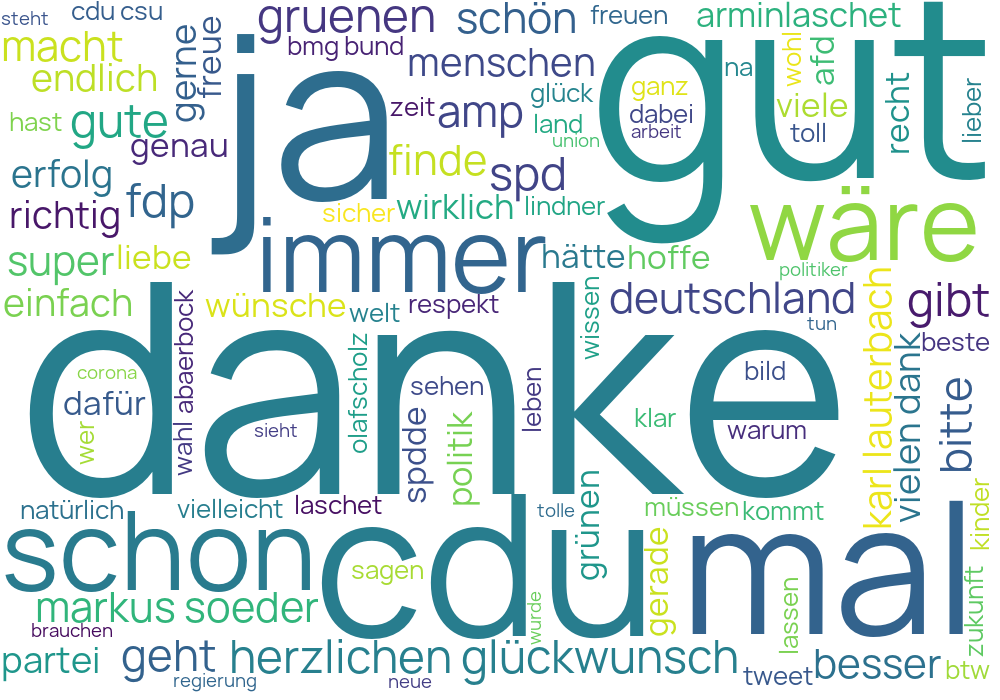 steht
cdu csu
gruenen
schön
freuen
arminlaschet
macht
bmg bund
ja
gut
wohl
afd
endlich
gerne
freue
menschen
na
ganz
viele
recht
lieber
hast
gute
zeit
amp
glück
dabei
toll
genau
land
arbeit
union
finde
erfolg
fdp
spd
richtig
sicher
wirklich
lindner
wäre
immer
super
liebe
hätte
hoffe
politiker
einfach
wünsche
welt
respekt
wissen
deutschland
tun
karl lauterbach
gibt
beste
danke
corona
dafür
wer
wahl abaerbock
sieht
olafscholz
sehen
spdde
politik
leben
klar
bild
warum
vielen dank
bitte
natürlich
vielleicht
laschet
tolle
grünen
müssen
kommt
kinder
schon
cdu
mal
sagen
wurde
gerade
lassen
zukunft
markus soeder
brauchen
partei
geht
herzlichen glückwunsch
tweet
besser
btw
regierung
neue